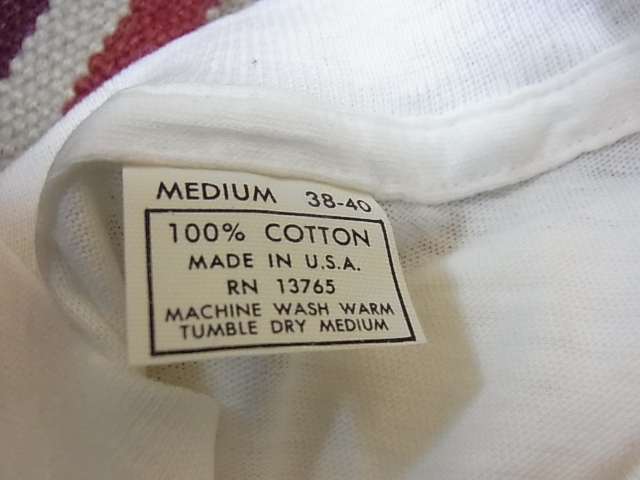 MEDIUM 38-40
100% COTTON
MADE IN U.S.A.
RN 13765
MACHINE WASH WARM
TUMBLE DRY MEDIUM